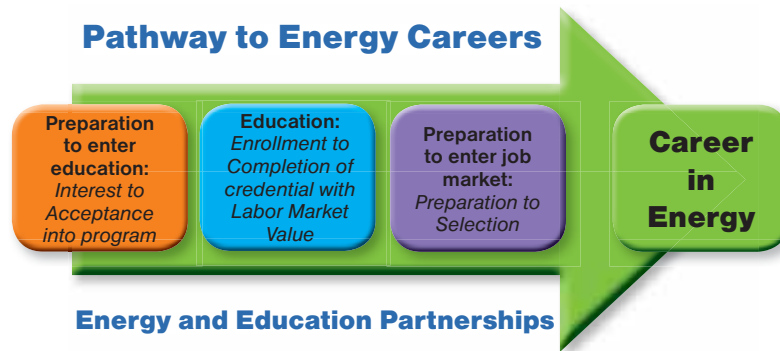 Pathway to Energy Careers
Preparation
to enter
education:
Interest to
Acceptance
into program
Education:
Enrollment to
Completion of
credential with
Labor Market
Value
Preparation
to enter job
market:
Preparation to
Selection
Career
in
Energy
Energy and Education Partnerships